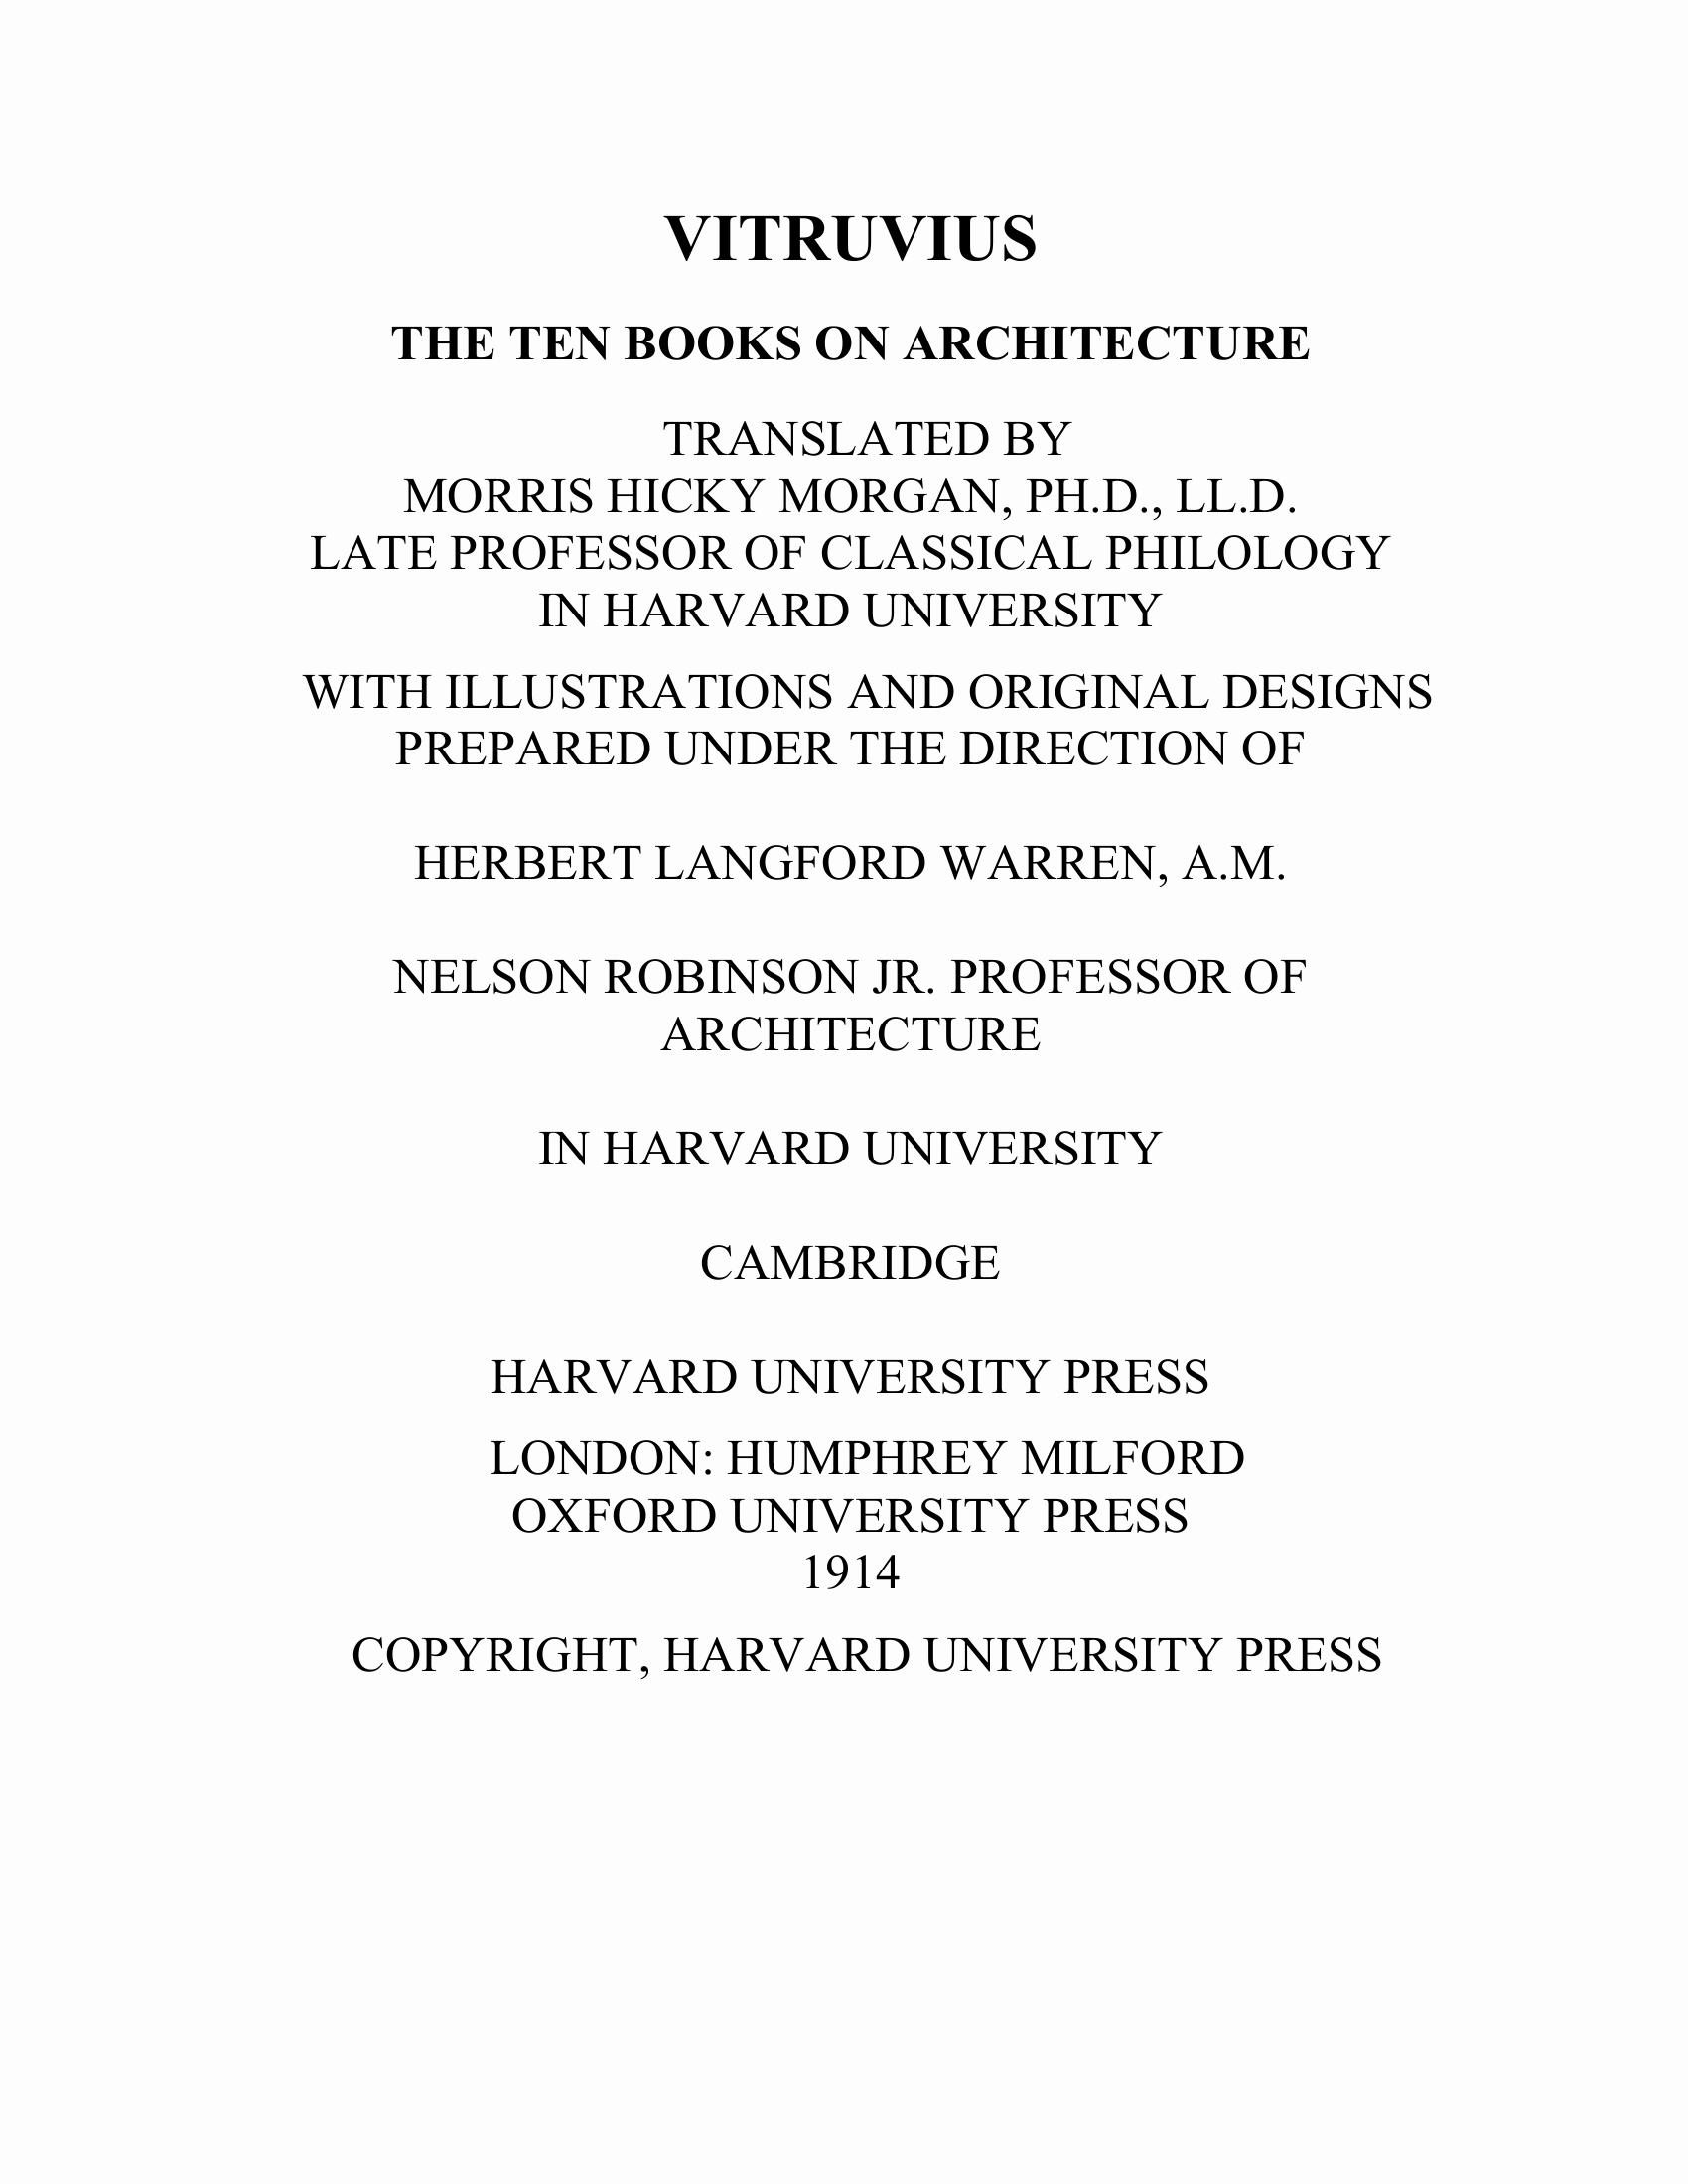 VITRUVIUS
THE TEN BOOKS ON ARCHITECTURE
TRANSLATED BY
MORRIS HICKY MORGAN, PH.D., LL.D.
LATE PROFESSOR OF CLASSICAL PHILOLOGY
IN HARVARD UNIVERSITY
WITH ILLUSTRATIONS AND ORIGINAL DESIGNS
PREPARED UNDER THE DIRECTION OF
HERBERT LANGFORD WARREN, A.M.
NELSON ROBINSON JR. PROFESSOR OF
ARCHITECTURE
IN HARVARD UNIVERSITY
CAMBRIDGE
HARVARD UNIVERSITY PRESS
LONDON: HUMPHREY MILFORD
OXFORD UNIVERSITY PRESS
1914
COPYRIGHT, HARVARD UNIVERSITY PRESS